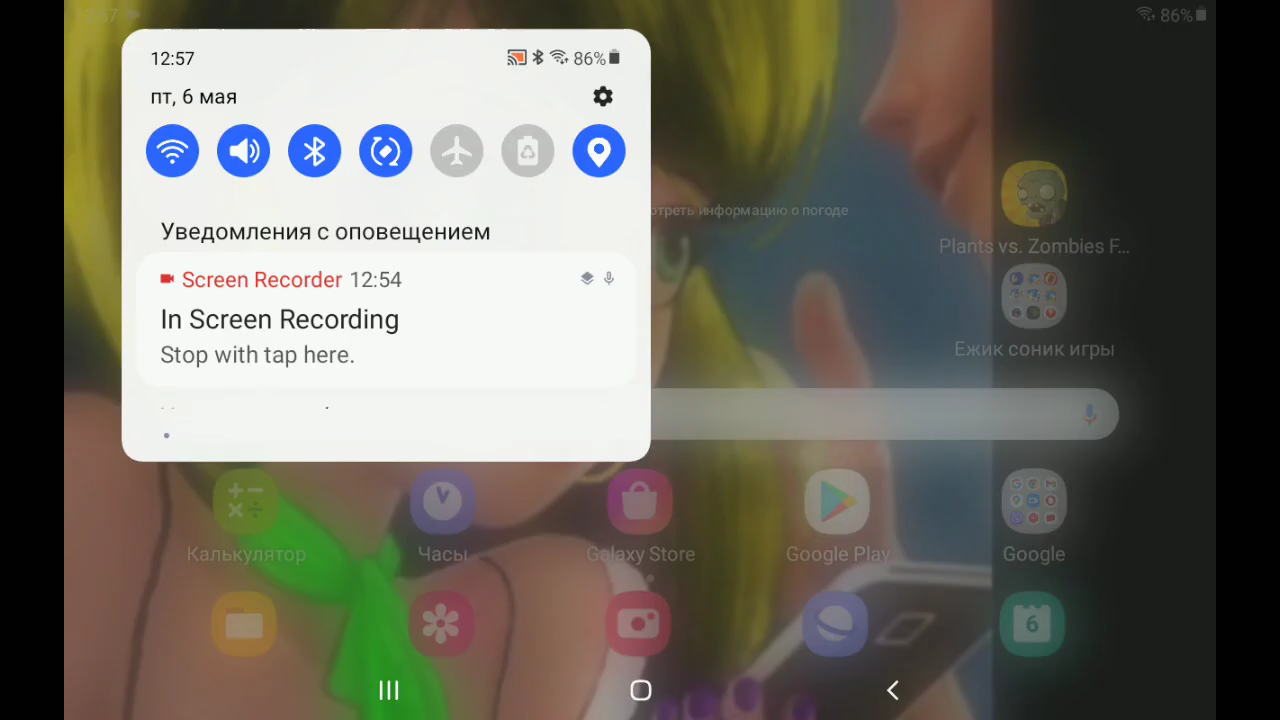 86%
12:57
86%
пт, 6 мая
Уведомления с оповещением
Screen Recorder 12:54
In Screen Recording
Stop with tap here.
информацию о погоде
Plants vs. Zombies F...
Ежик соник игры
Калькулятор
Часы
Galaxy Store
Google Play
Google
6